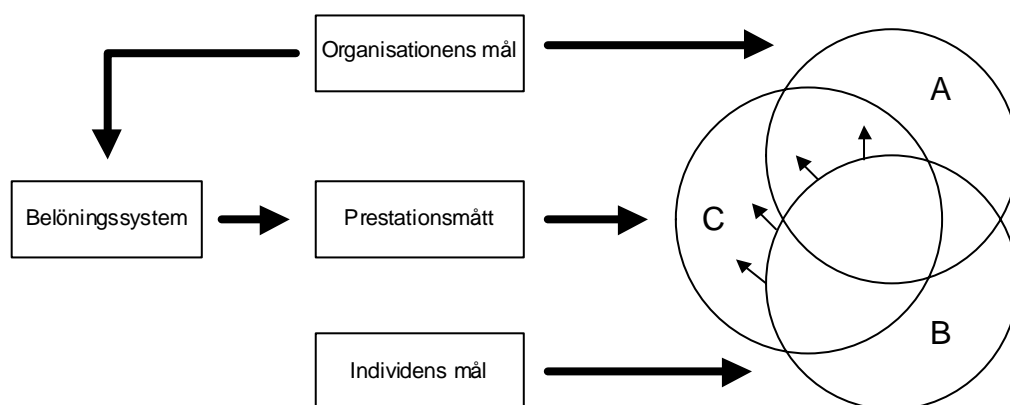 Organisationens mål
A
Belöningssystem
Prestationsmått
C
B
Individens mål